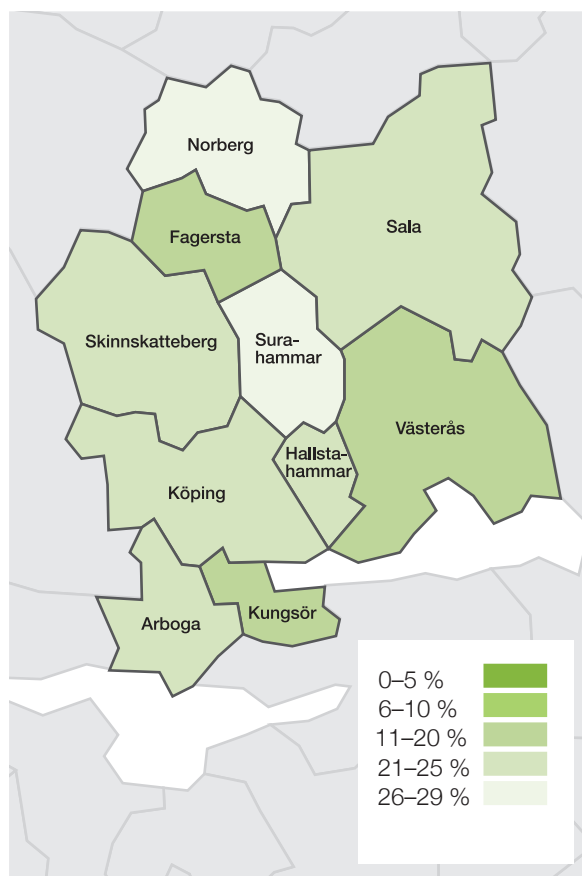 Norberg
Fagersta
Sala
Skinnskatteberg
Sura-
hammar
Västerås
Hallsta-
hammar
Köping
Arboga
Kungsör
0–5 %
6–10 %
11–20 %
21–25 %
26–29 %